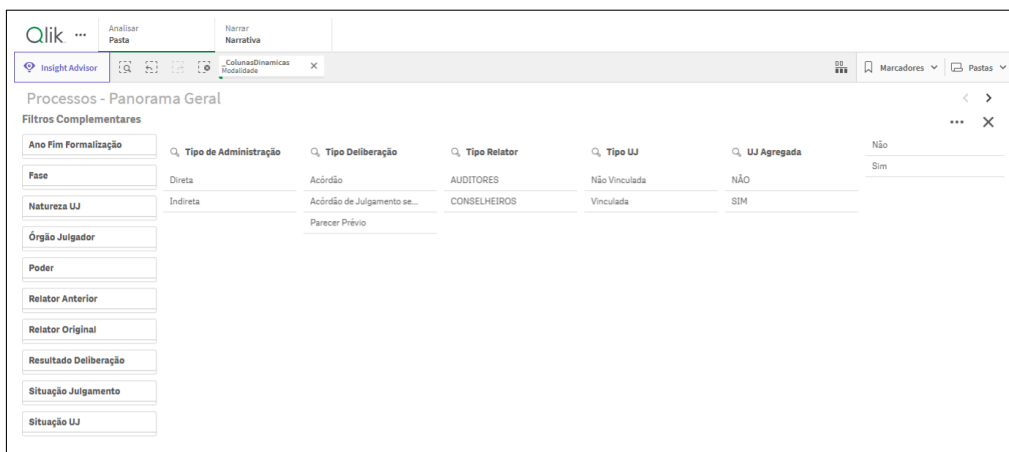 Qlik
Analisar
Pasta
Narrar
Narrativa
Insight Advisor
_ColunasDinamicas
Modalidade
Marcadores
Pastas
Processos - Panorama Geral
Filtros Complementares
Ano Fim Formalização
Fase
Natureza UJ
Órgão Julgador
Poder
Relator Anterior
Relator Original
Resultado Deliberação
Situação Julgamento
Situação UJ
Tipo de Administração
Direta
Indireta
Tipo Deliberação
Acórdão
Acórdão de Julgamento se...
Parecer Prévio
Tipo Relator
AUDITORES
CONSELHEIROS
Tipo UJ
Não Vinculada
Vinculada
UJ Agregada
NÃO
SIM
Não
Sim